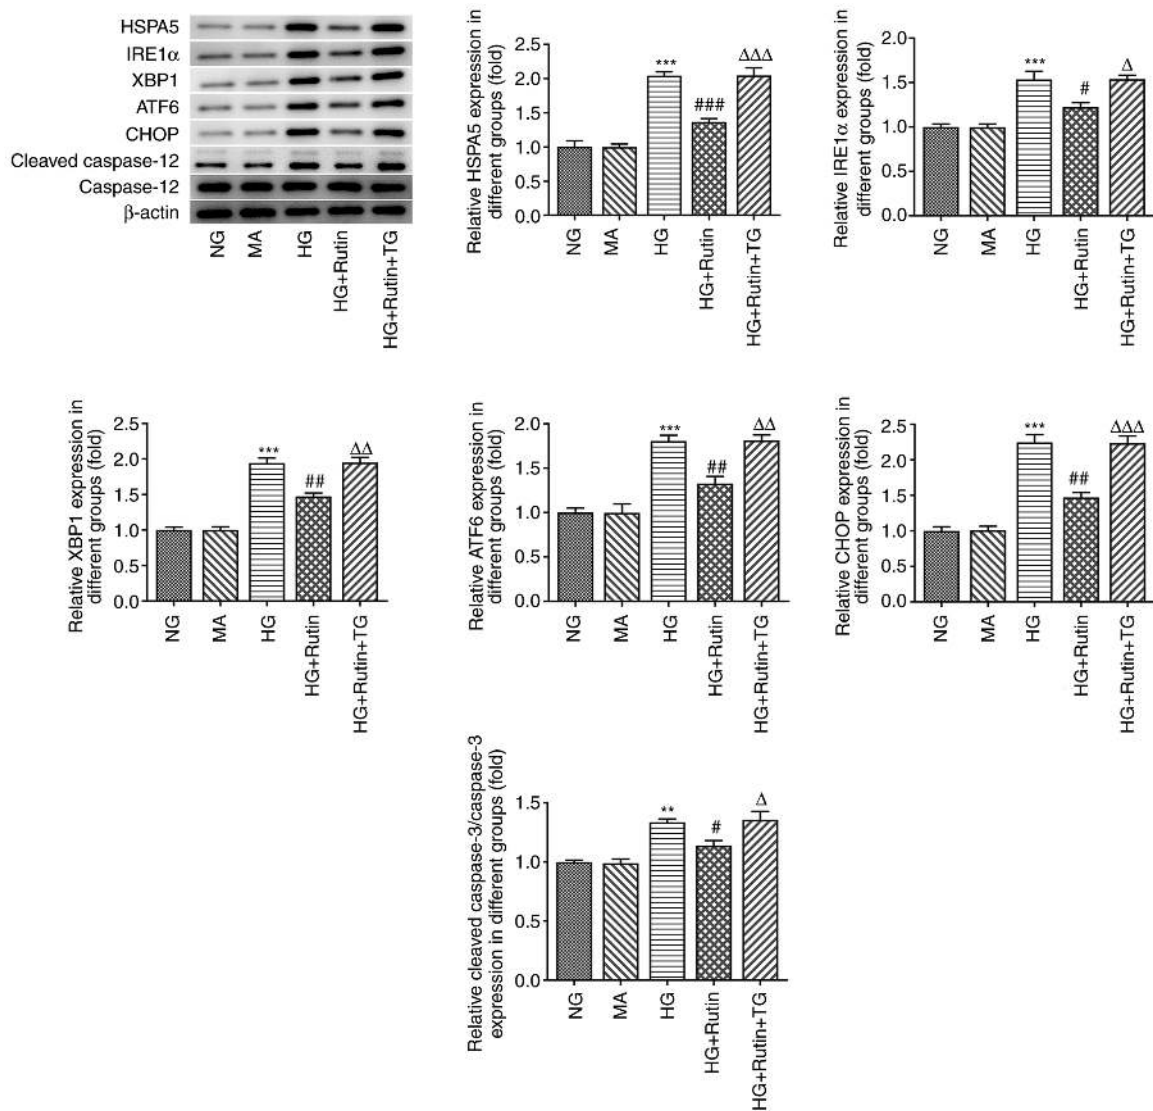 HSPA5
IRE1α
XBP1
ATF6
CHOP
Cleaved caspase-12
Caspase-12
β-actin
NG
MA
HG
HG+Rutin
HG+Rutin+TG
Relative HSPA5 expression in
different groups (fold)
2.5
2.0
1.5
1.0
0.5
0.0
***
###
ΔΔΔ
NG
MA
HG
HG+Rutin
HG+Rutin+TG
Relative IRE1α expression in
different groups (fold)
2.0
1.5
1.0
0.5
0.0
***
#
Δ
NG
MA
HG
HG+Rutin
HG+Rutin+TG
Relative XBP1 expression in
different groups (fold)
2.5
2.0
1.5
1.0
0.5
0.0
***
##
ΔΔ
NG
MA
HG
HG+Rutin
HG+Rutin+TG
Relative ATF6 expression in
different groups (fold)
2.0
1.5
1.0
0.5
0.0
***
##
ΔΔ
NG
MA
HG
HG+Rutin
HG+Rutin+TG
Relative CHOP expression in
different groups (fold)
2.5
2.0
1.5
1.0
0.5
0.0
***
##
ΔΔΔ
NG
MA
HG
HG+Rutin
HG+Rutin+TG
Relative cleaved caspase-3/caspase-3
expression in different groups (fold)
1.5
1.0
0.5
0.0
**
#
Δ
NG
MA
HG
HG+Rutin
HG+Rutin+TG